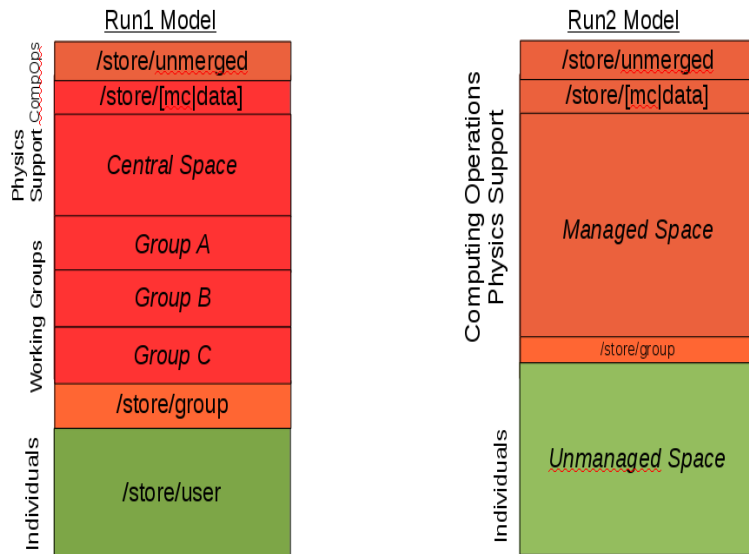 Run1 Model
CompOps
/store/unmerged
/store/[mc|data]
Physics
Support
Central Space
Working Groups
Group A
Group B
Group C
/store/group
Individuals
/store/user
Run2 Model
Computing Operations
Physics Support
/store/unmerged
/store/[mc|data]
Managed Space
/store/group
Individuals
Unmanaged Space